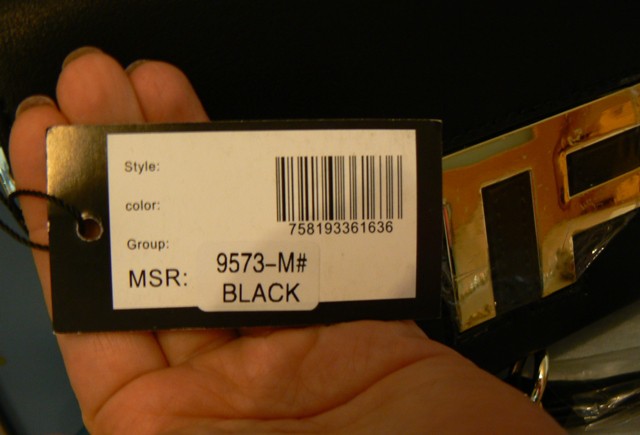 Style:
758193361636
color:
Group:
MSR:
9573-M#
BLACK